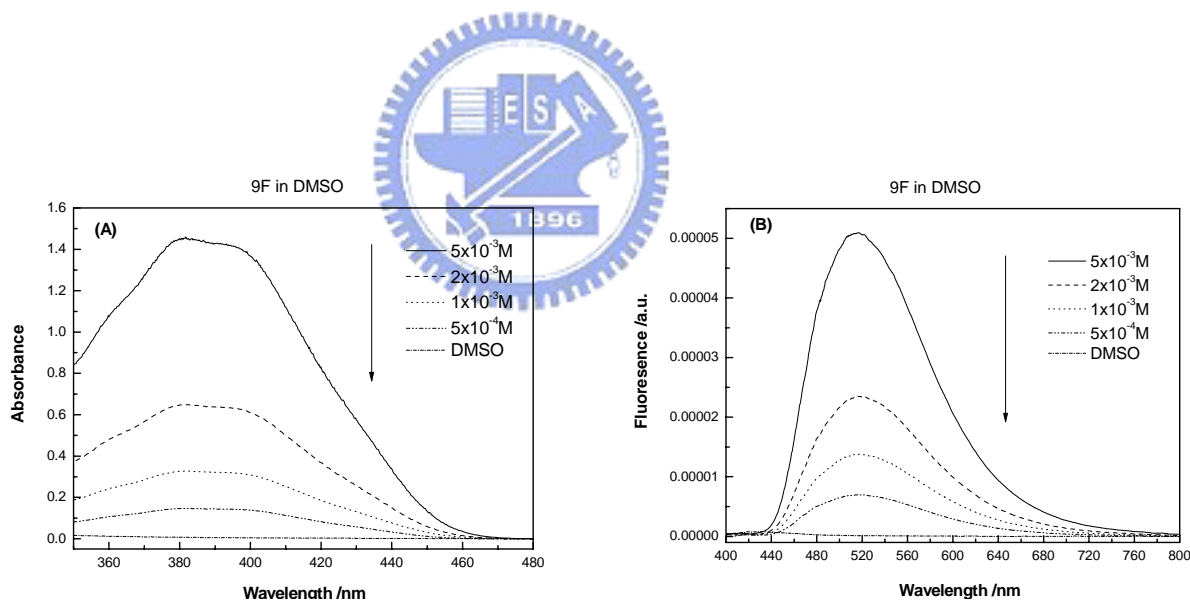 E S A
1896
9F in DMSO
(A)
5x10⁻³M
2x10⁻³M
1x10⁻³M
5x10⁻⁴M
DMSO
Absorbance
1.6
1.4
1.2
1.0
0.8
0.6
0.4
0.2
0.0
360 380 400 420 440 460 480
Wavelength /nm
9F in DMSO
(B)
5x10⁻³M
2x10⁻³M
1x10⁻³M
5x10⁻⁴M
DMSO
Fluoresence /a.u.
0.00005
0.00004
0.00003
0.00002
0.00001
0.00000
400 440 480 520 560 600 640 680 720 760 800
Wavelength /nm